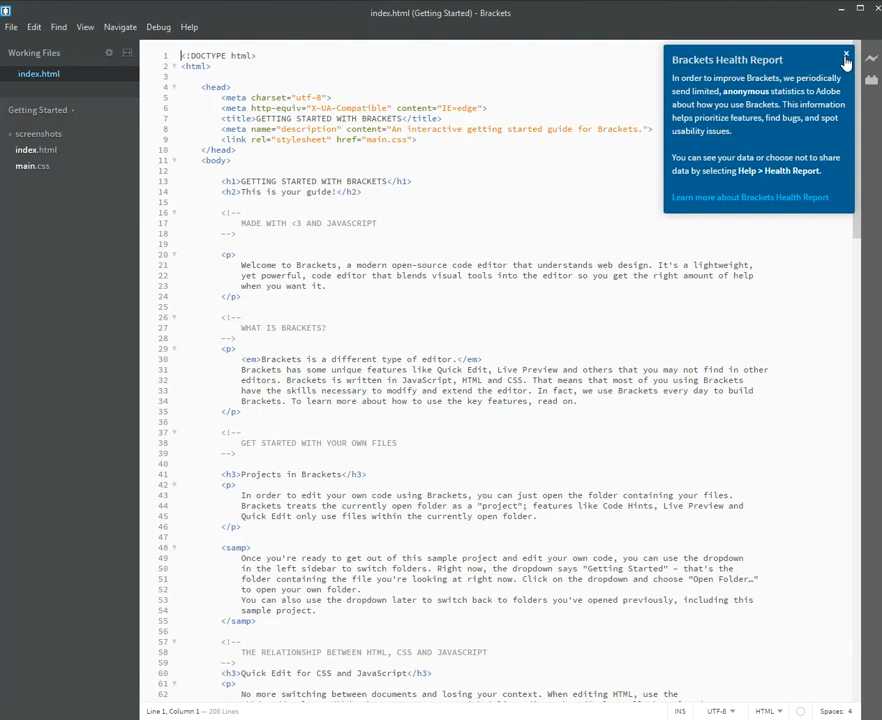 index.html (Getting Started) - Brackets
File Edit Find View Navigate Debug Help
Working Files
index.html
Getting Started
screenshots
index.html
main.css
1 <!DOCTYPE html>
2 <html>
3
4 <head>
5 <meta charset="utf-8">
6 <meta http-equiv="X-UA-Compatible" content="IE=edge">
7 <title>GETTING STARTED WITH BRACKETS</title>
8 <meta name="description" content="An interactive getting started guide for Brackets.">
9 <link rel="stylesheet" href="main.css">
10 </head>
11 <body>
12
13 <h1>GETTING STARTED WITH BRACKETS</h1>
14 <h2>This is your guide!</h2>
15
16 <!--
17 MADE WITH <3 AND JAVASCRIPT
18 -->
19
20 <p>
21 Welcome to Brackets, a modern open-source code editor that understands web design. It's a lightweight,
22 yet powerful, code editor that blends visual tools into the editor so you get the right amount of help
23 when you want it.
24 </p>
25
26 <!--
27 WHAT IS BRACKETS?
28 -->
29 <p>
30 <em>Brackets is a different type of editor.</em>
31 Brackets has some unique features like Quick Edit, Live Preview and others that you may not find in other
32 editors. Brackets is written in JavaScript, HTML and CSS. That means that most of you using Brackets
33 have the skills necessary to modify and extend the editor. In fact, we use Brackets every day to build
34 Brackets. To learn more about how to use the key features, read on.
35 </p>
36
37 <!--
38 GET STARTED WITH YOUR OWN FILES
39 -->
40
41 <h3>Projects in Brackets</h3>
42 <p>
43 In order to edit your own code using Brackets, you can just open the folder containing your files.
44 Brackets treats the currently open folder as a "project"; features like Code Hints, Live Preview and
45 Quick Edit only use files within the currently open folder.
46 </p>
47
48 <samp>
49 Once you're ready to get out of this sample project and edit your own code, you can use the dropdown
50 in the left sidebar to switch folders. Right now, the dropdown says "Getting Started" - that's the
51 folder containing the file you're looking at right now. Click on the dropdown and choose "Open Folder…"
52 to open your own folder.
53 You can also use the dropdown later to switch back to folders you've opened previously, including this
54 sample project.
55 </samp>
56
57 <!--
58 THE RELATIONSHIP BETWEEN HTML, CSS AND JAVASCRIPT
59 -->
60 <h3>Quick Edit for CSS and JavaScript</h3>
61 <p>
62 No more switching between documents and losing your context. When editing HTML, use the
Brackets Health Report
In order to improve Brackets, we periodically
send limited, anonymous statistics to Adobe
about how you use Brackets. This information
helps prioritize features, find bugs, and spot
usability issues.
You can see your data or choose not to share
data by selecting Help > Health Report.
Learn more about Brackets Health Report
Line 1, Column 1 — 208 Lines
INS UTF-8 HTML Spaces: 4